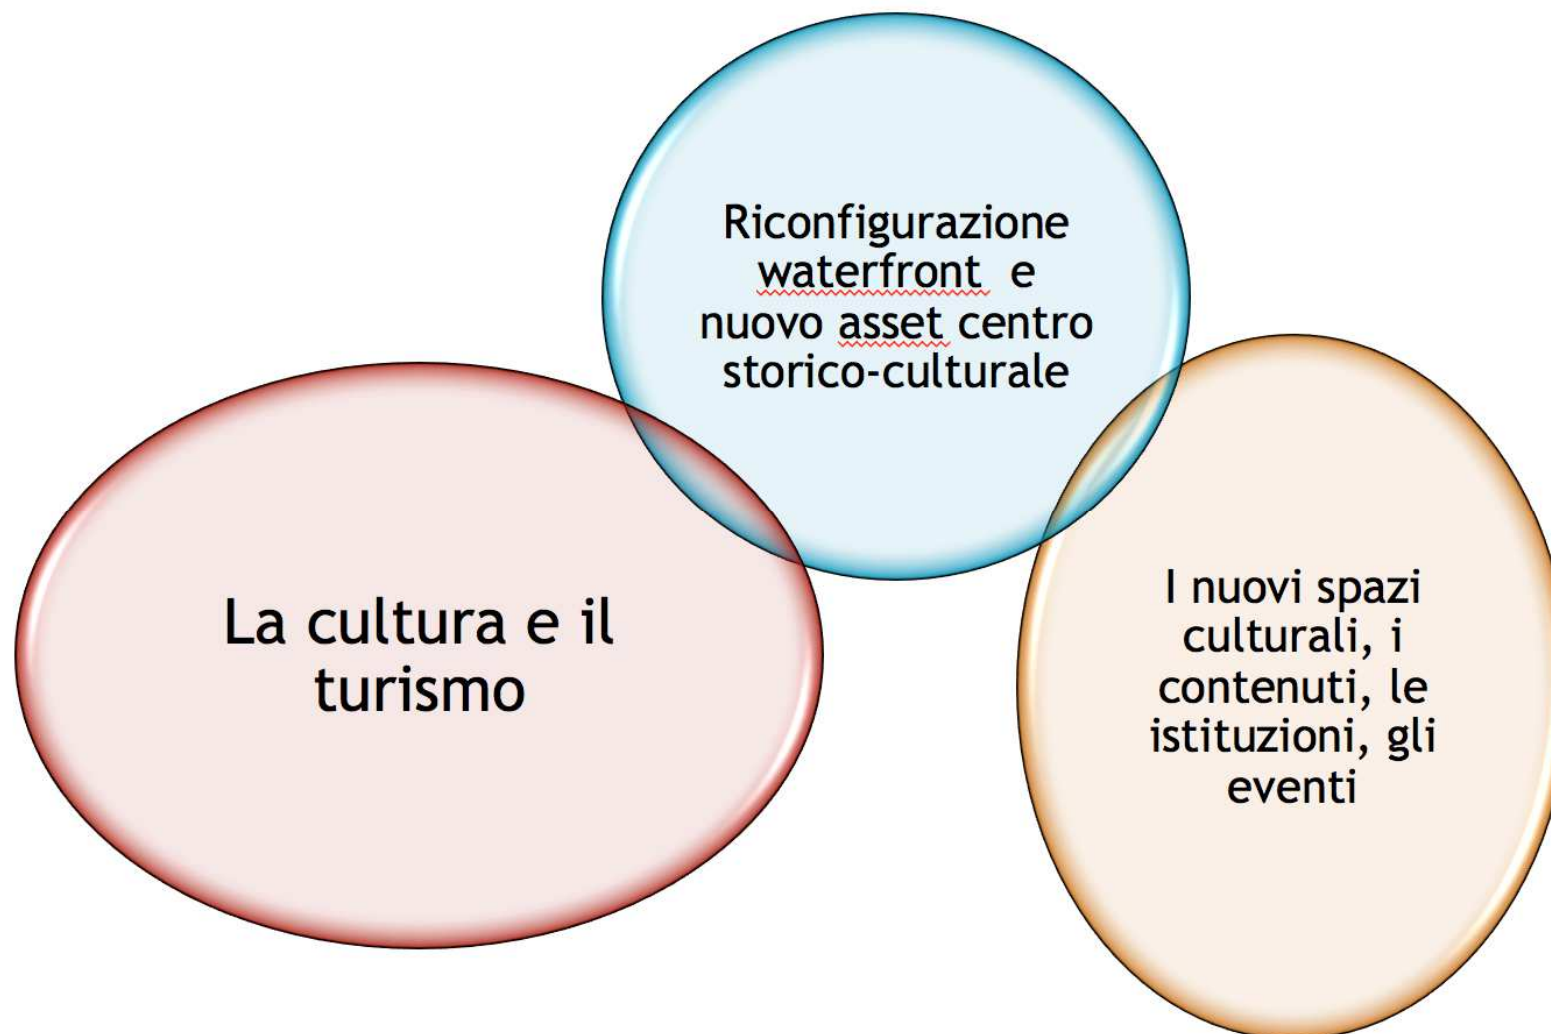 Riconfigurazione
waterfront e
nuovo asset centro
storico-culturale
La cultura e il
turismo
I nuovi spazi
culturali, i
contenuti, le
istituzioni, gli
eventi